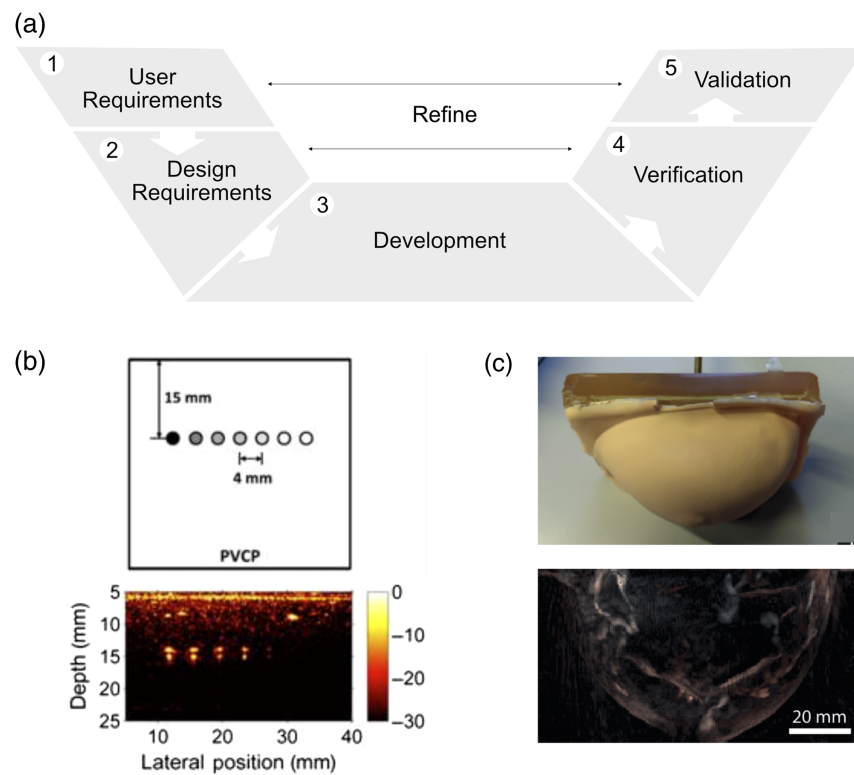 (a)
1
User
Requirements
2
Design
Requirements
3
Development
Refine
5
Validation
4
Verification
(b)
15 mm
4 mm
PVCP
Depth (mm)
5
10
15
20
25
10
20
30
40
Lateral position (mm)
0
–10
–20
–30
(c)
20 mm